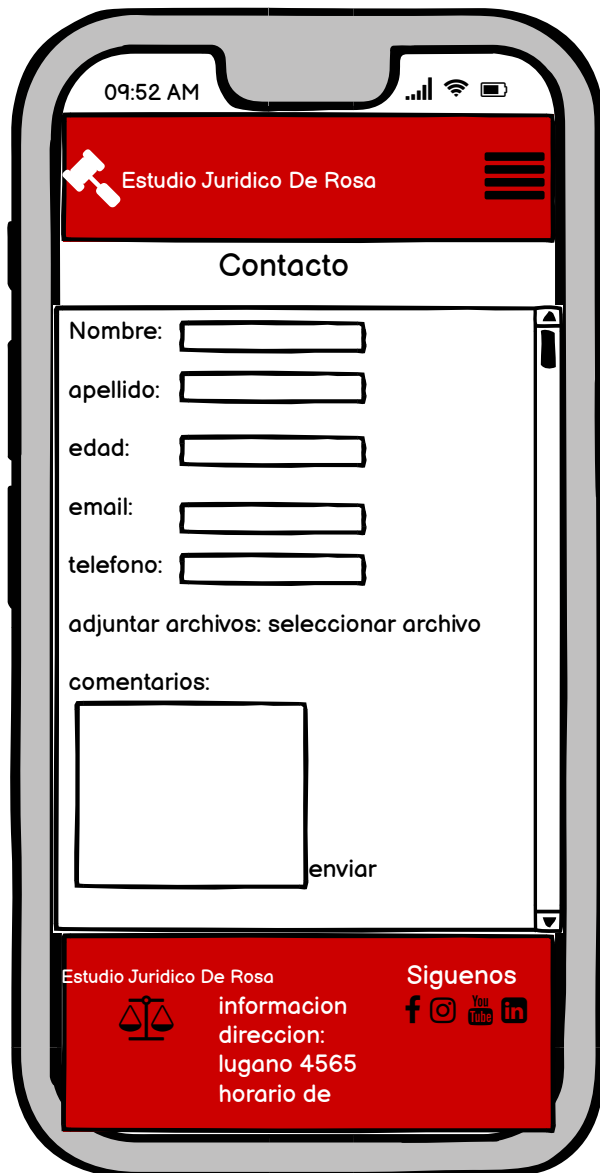 09:52 AM
Estudio Juridico De Rosa
Contacto
Nombre:
apellido:
edad:
email:
telefono:
adjuntar archivos: seleccionar archivo
comentarios:
enviar
Estudio Juridico De Rosa
Siguenos
You
Tube
in
informacion
direccion:
lugano 4565
horario de